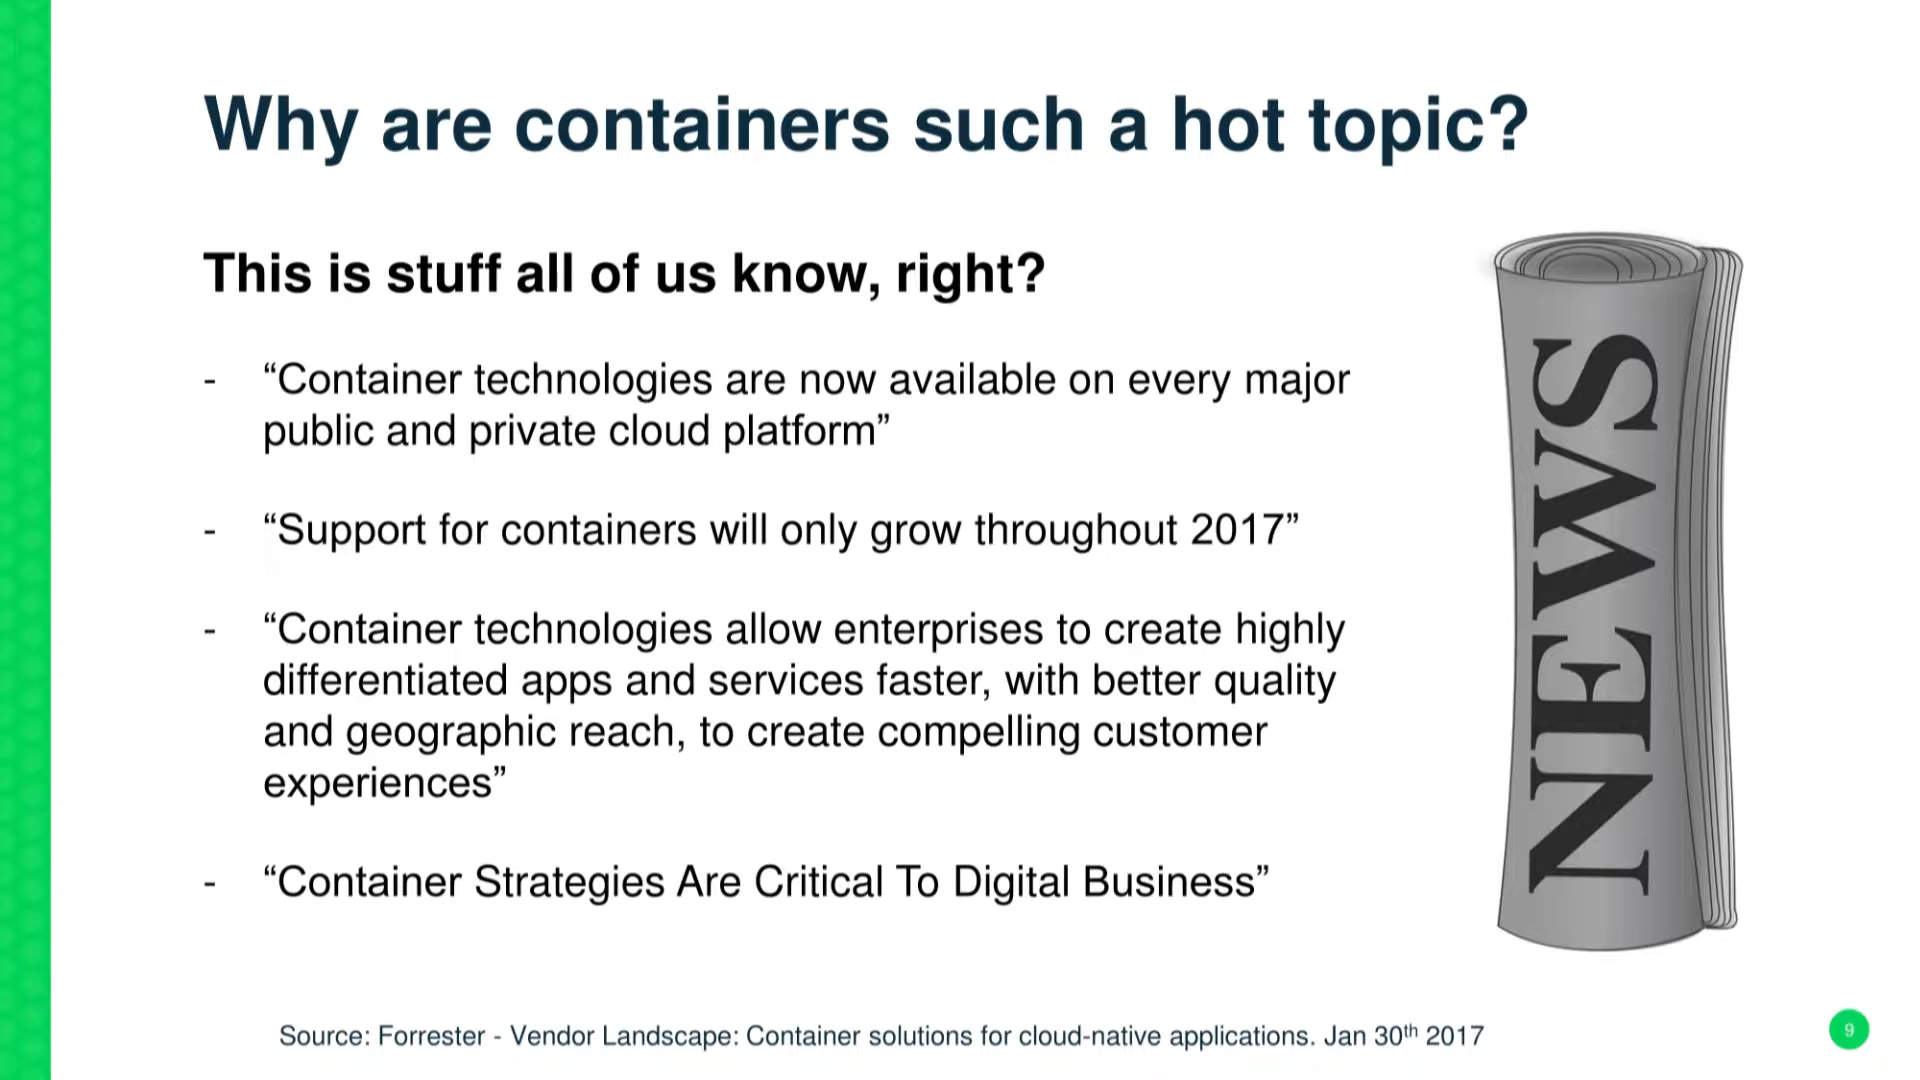 Why are containers such a hot topic?
This is stuff all of us know, right?
- “Container technologies are now available on every major
public and private cloud platform”
- “Support for containers will only grow throughout 2017”
- “Container technologies allow enterprises to create highly
differentiated apps and services faster, with better quality
and geographic reach, to create compelling customer
experiences”
- “Container Strategies Are Critical To Digital Business”
NEWS
Source: Forrester - Vendor Landscape: Container solutions for cloud-native applications. Jan 30th 2017
9